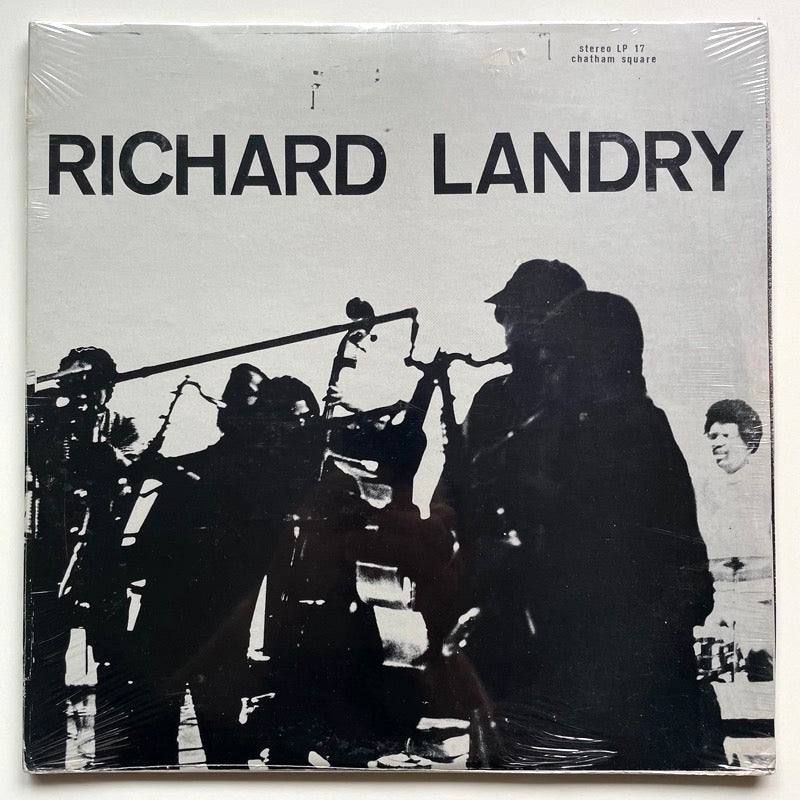 stereo LP 17
chatham square
RICHARD LANDRY